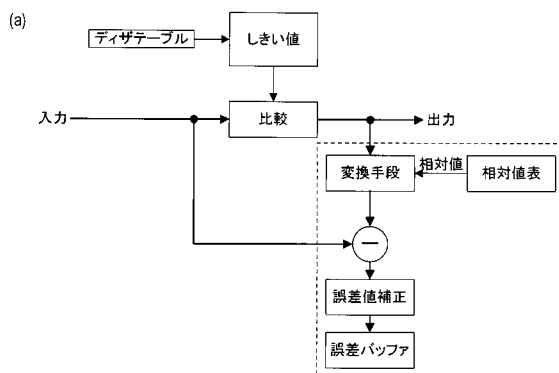 (a)
ディザテーブル
しきい値
入力
比較
出力
変換手段
相対値
相対値表
ー
誤差値補正
誤差バッファ